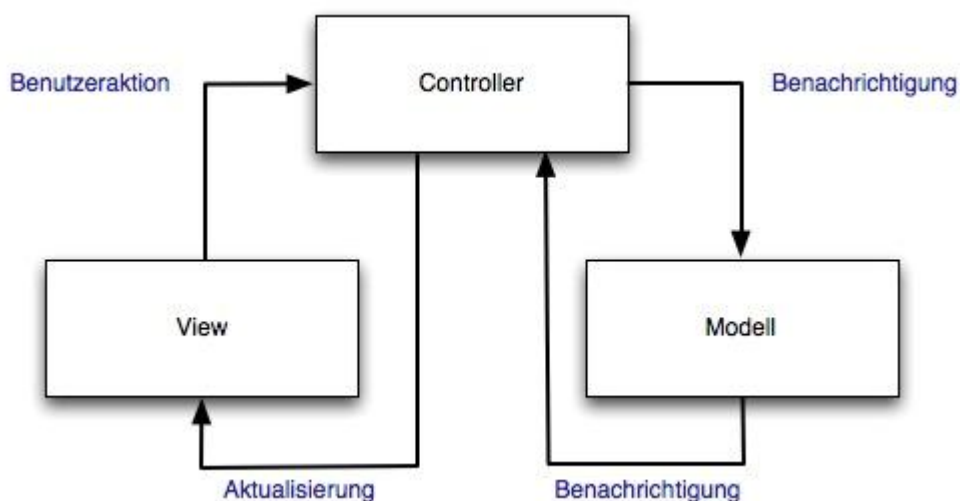 Controller
Benutzeraktion
Benachrichtigung
View
Modell
Aktualisierung
Benachrichtigung